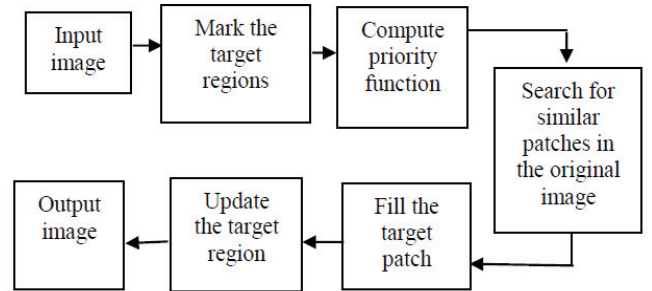 Input
image
Mark the
target
regions
Compute
priority
function
Search for
similar
patches in
the original
image
Fill the
target
patch
Update
the target
region
Output
image